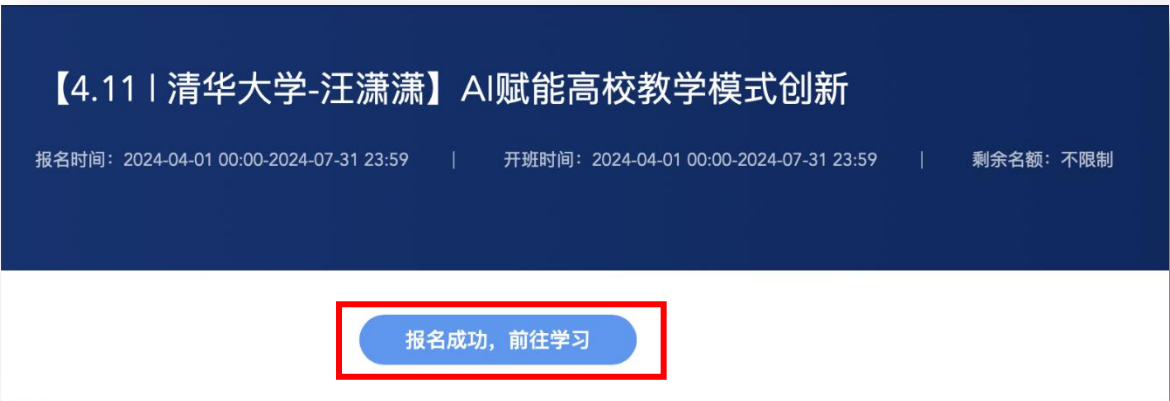 【4.11 | 清华大学-汪潇潇】AI赋能高校教学模式创新
报名时间：2024-04-01 00:00-2024-07-31 23:59 | 开班时间：2024-04-01 00:00-2024-07-31 23:59 | 剩余名额：不限制
报名成功，前往学习